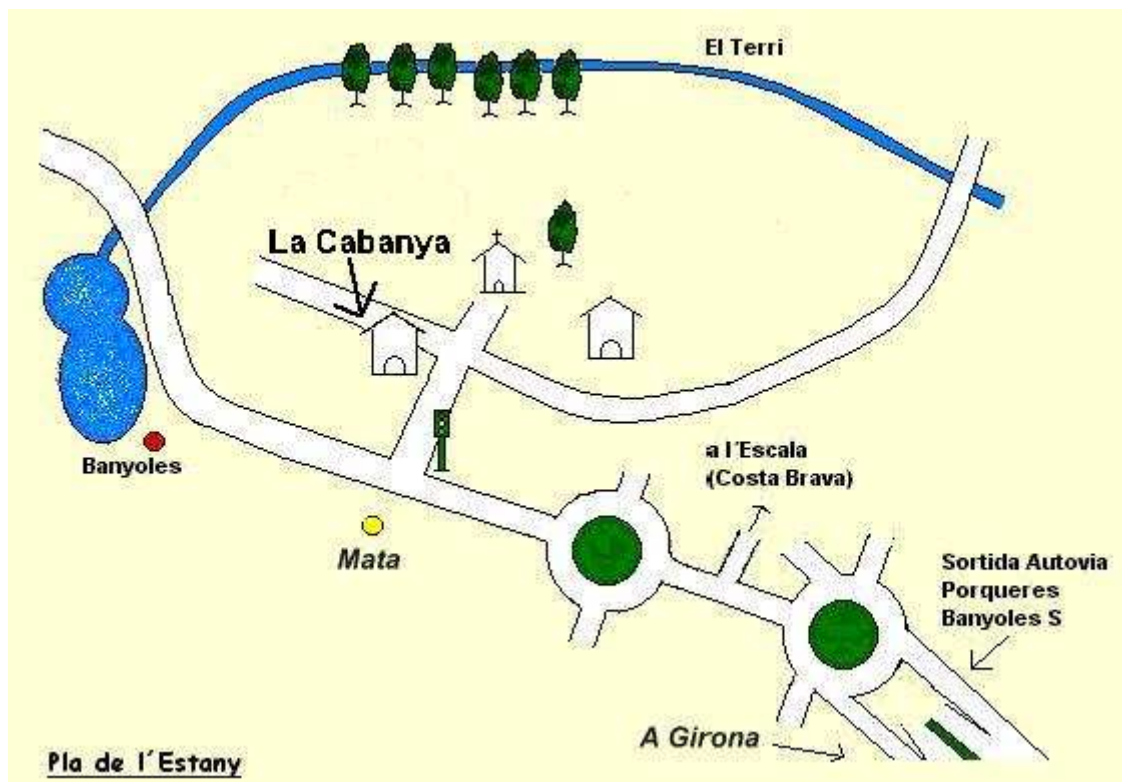 El Terri
La Cabanya
Banyoles
a l´Escala
(Costa Brava)
Mata
Sortida Autovia
Porqueres
Banyoles S
A Girona
Pla de l´Estany